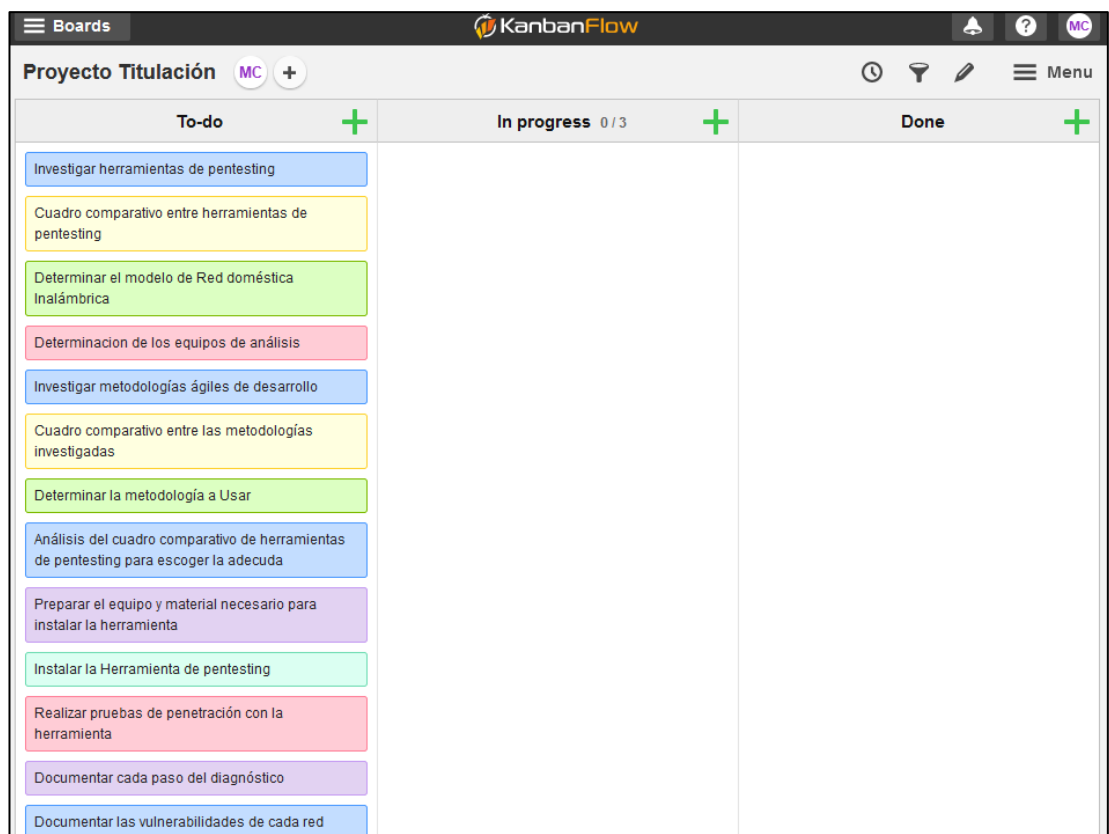 Boards
KanbanFlow
?
MC
Proyecto Titulación
MC
+
Menu
To-do
In progress 0 / 3
Done
Investigar herramientas de pentesting
Cuadro comparativo entre herramientas de
pentesting
Determinar el modelo de Red doméstica
Inalámbrica
Determinacion de los equipos de análisis
Investigar metodologías ágiles de desarrollo
Cuadro comparativo entre las metodologías
investigadas
Determinar la metodología a Usar
Análisis del cuadro comparativo de herramientas
de pentesting para escoger la adecuda
Preparar el equipo y material necesario para
instalar la herramienta
Instalar la Herramienta de pentesting
Realizar pruebas de penetración con la
herramienta
Documentar cada paso del diagnóstico
Documentar las vulnerabilidades de cada red